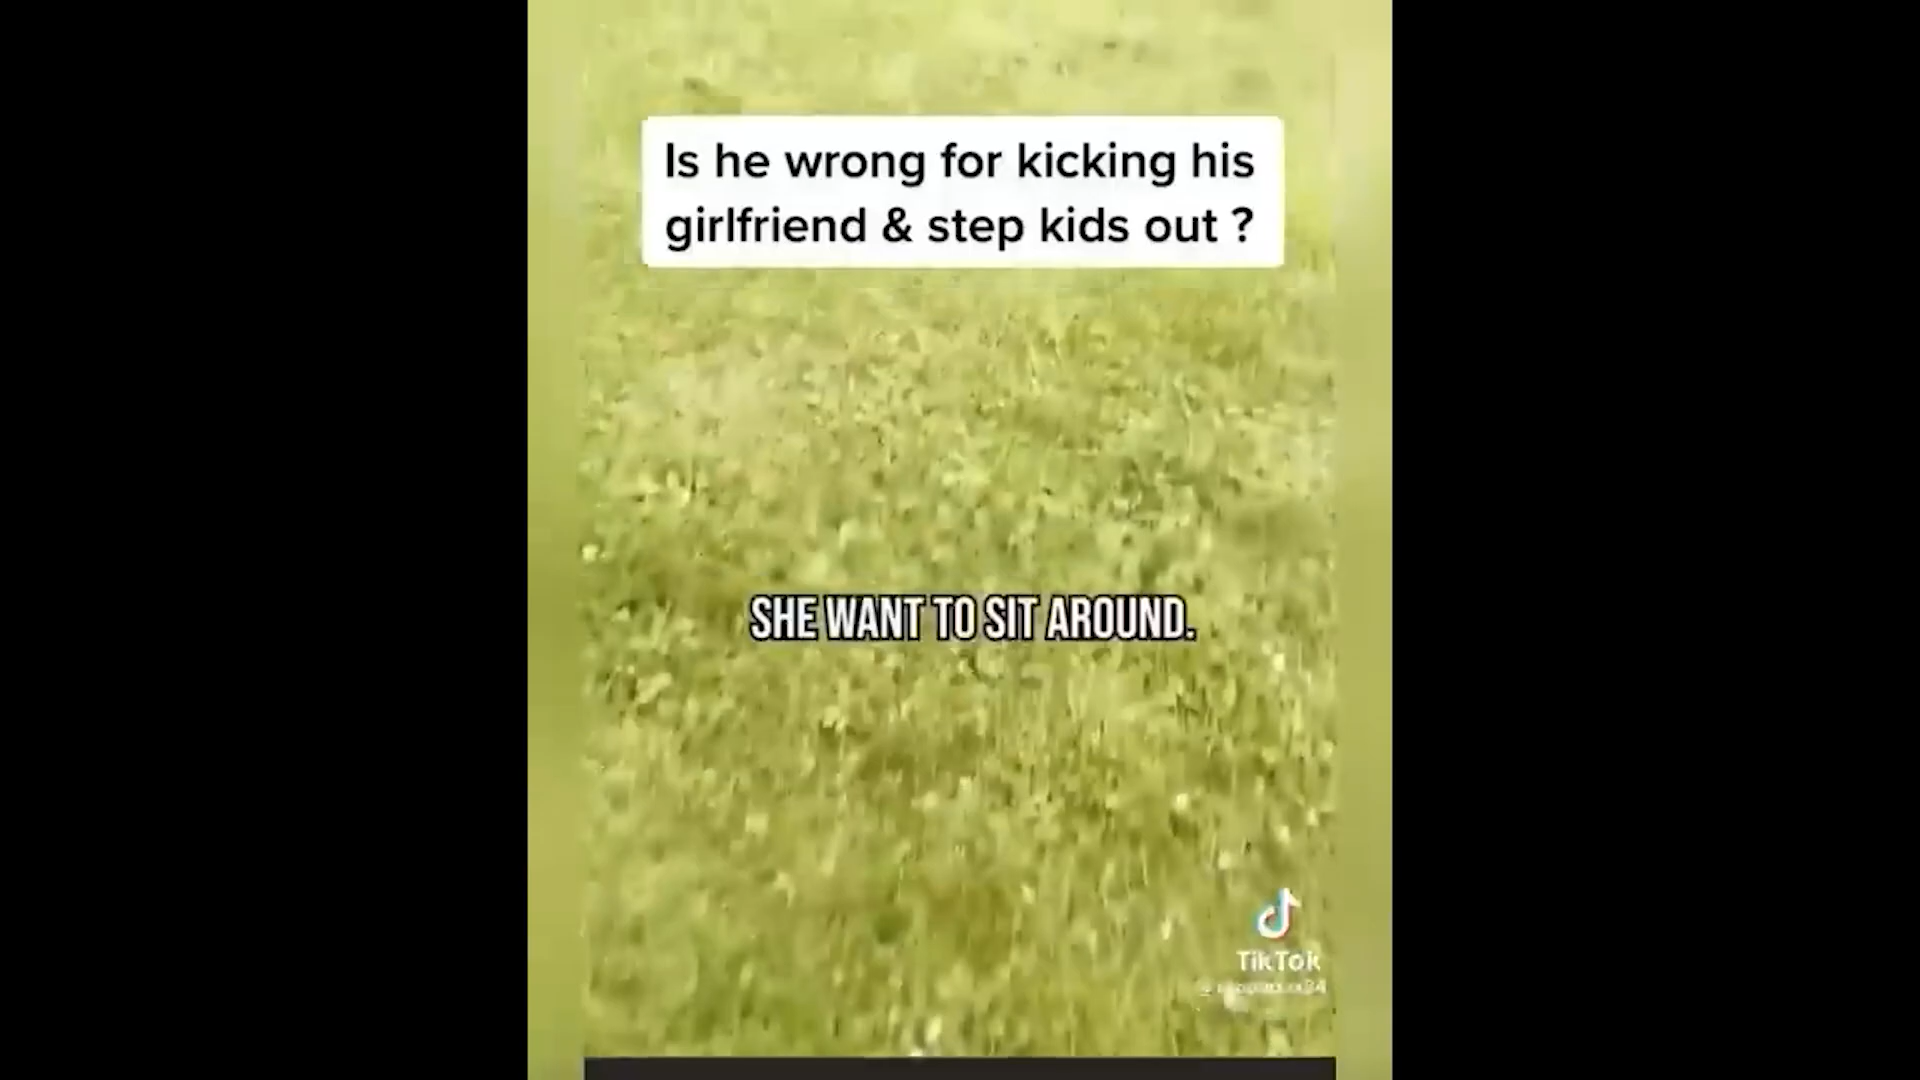 Is he wrong for kicking his
girlfriend & step kids out ?
SHE WANT TO SIT AROUND.
TikTok